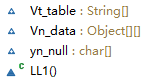 Vt_table : String[]
Vn_data : Object[][]
yn_null : char[]
LL1()